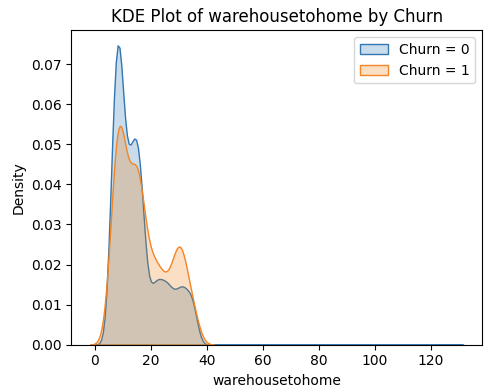 KDE Plot of warehousetohome by Churn
Churn = 0
Churn = 1
Density
0.07
0.06
0.05
0.04
0.03
0.02
0.01
0.00
0 20 40 60 80 100 120
warehousetohome